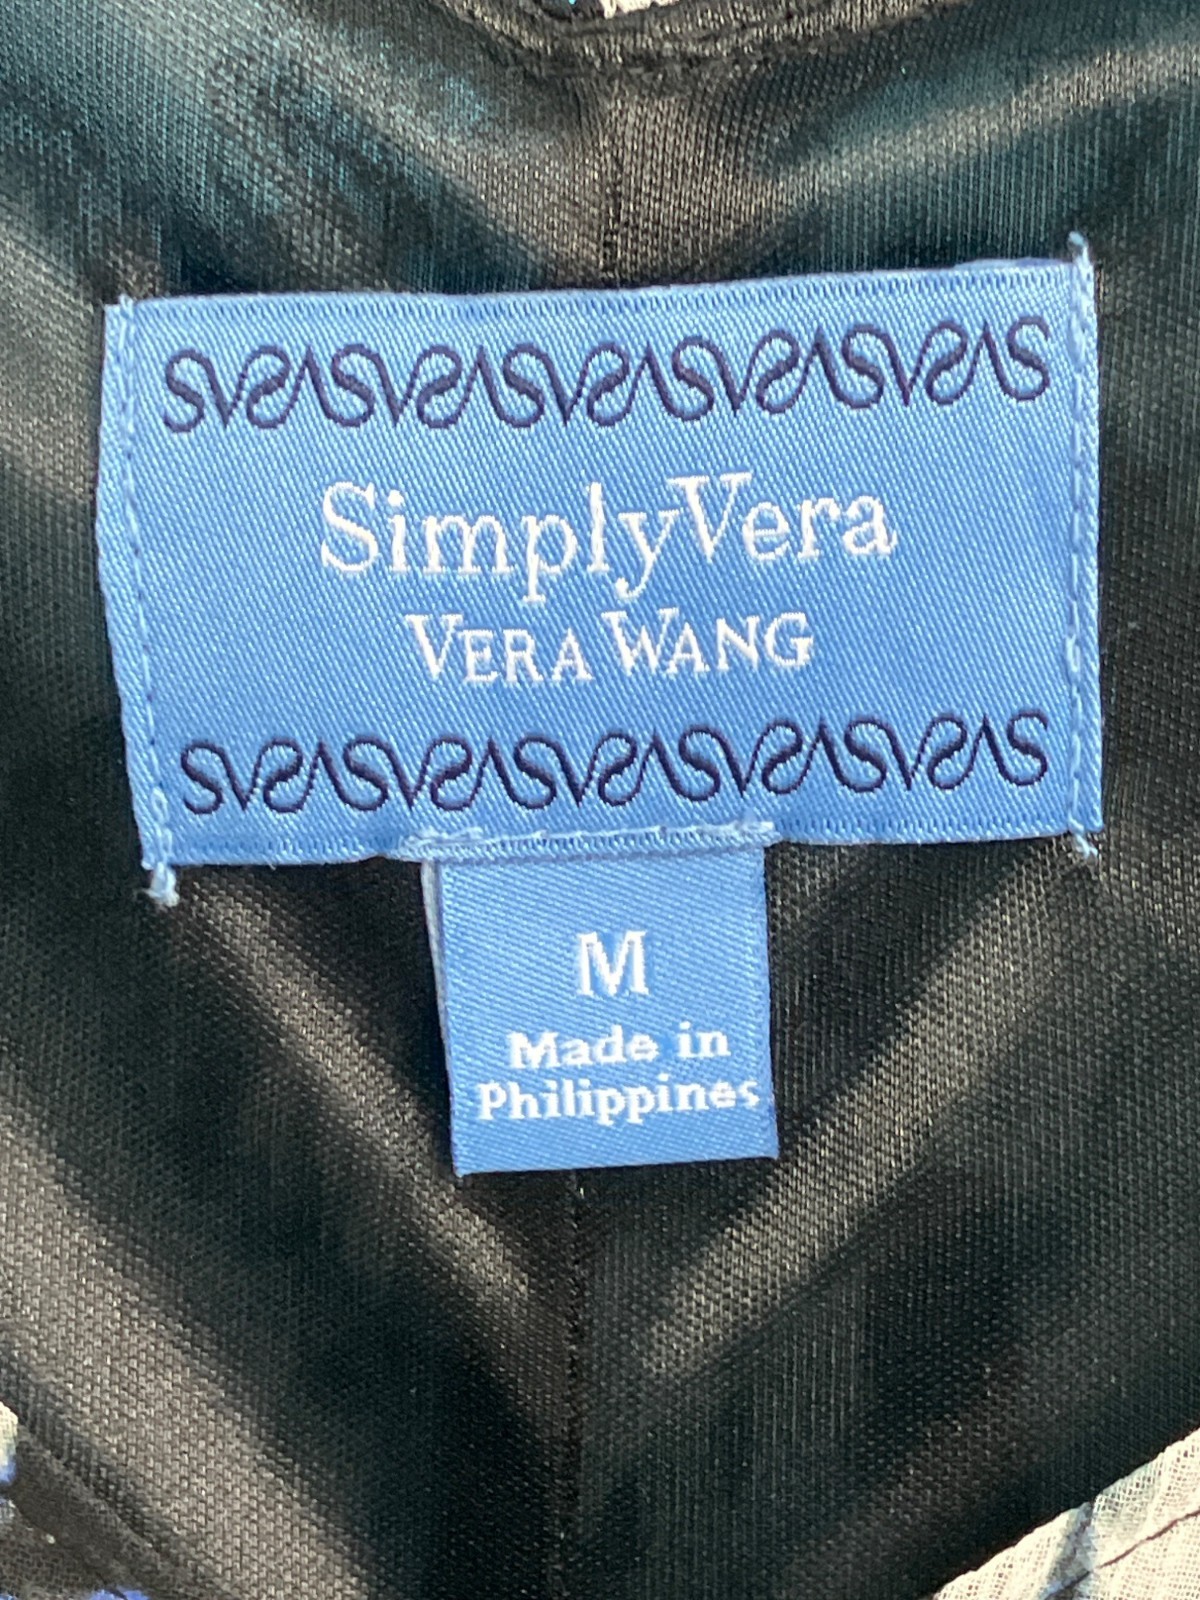 SimplyVera
VERA WANG
M
Made in
Philippines